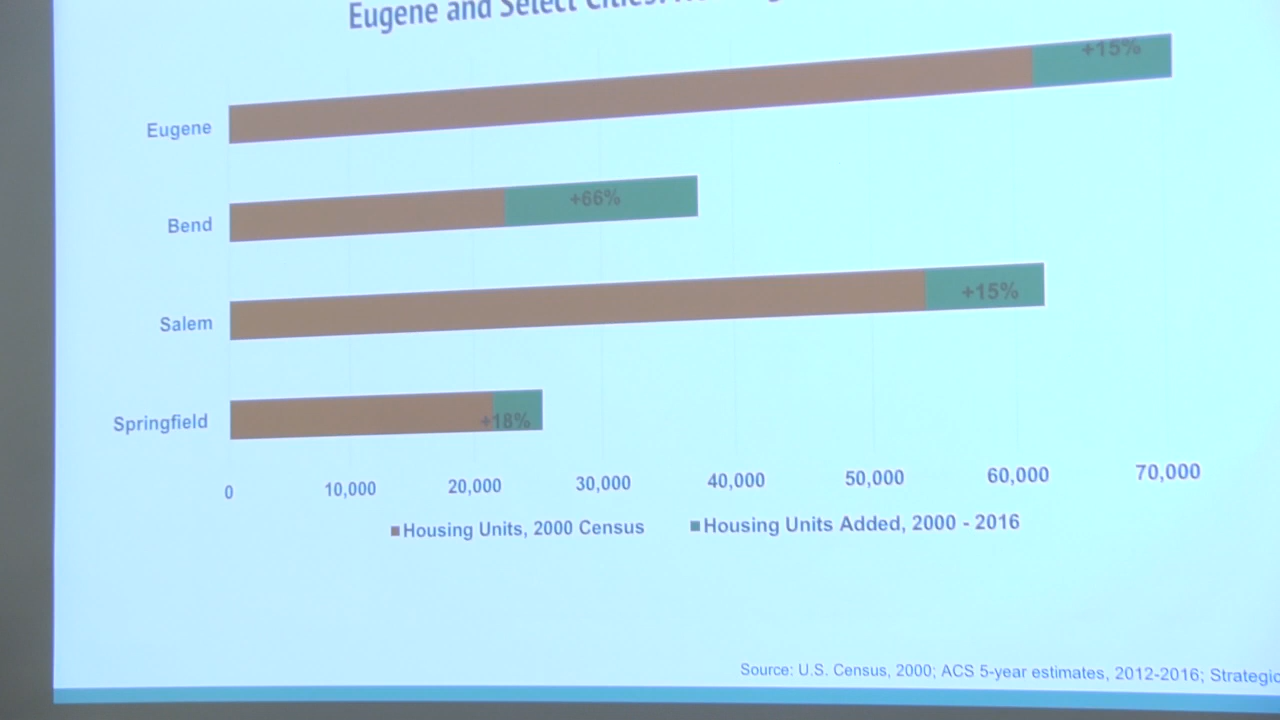 Eugene and Select Cities:
+15%
Eugene
+66%
Bend
+15%
Salem
+18%
Springfield
0 10,000 20,000 30,000 40,000 50,000 60,000 70,000
Housing Units, 2000 Census Housing Units Added, 2000 - 2016
Source: U.S. Census, 2000; ACS 5-year estimates, 2012-2016; Strategic